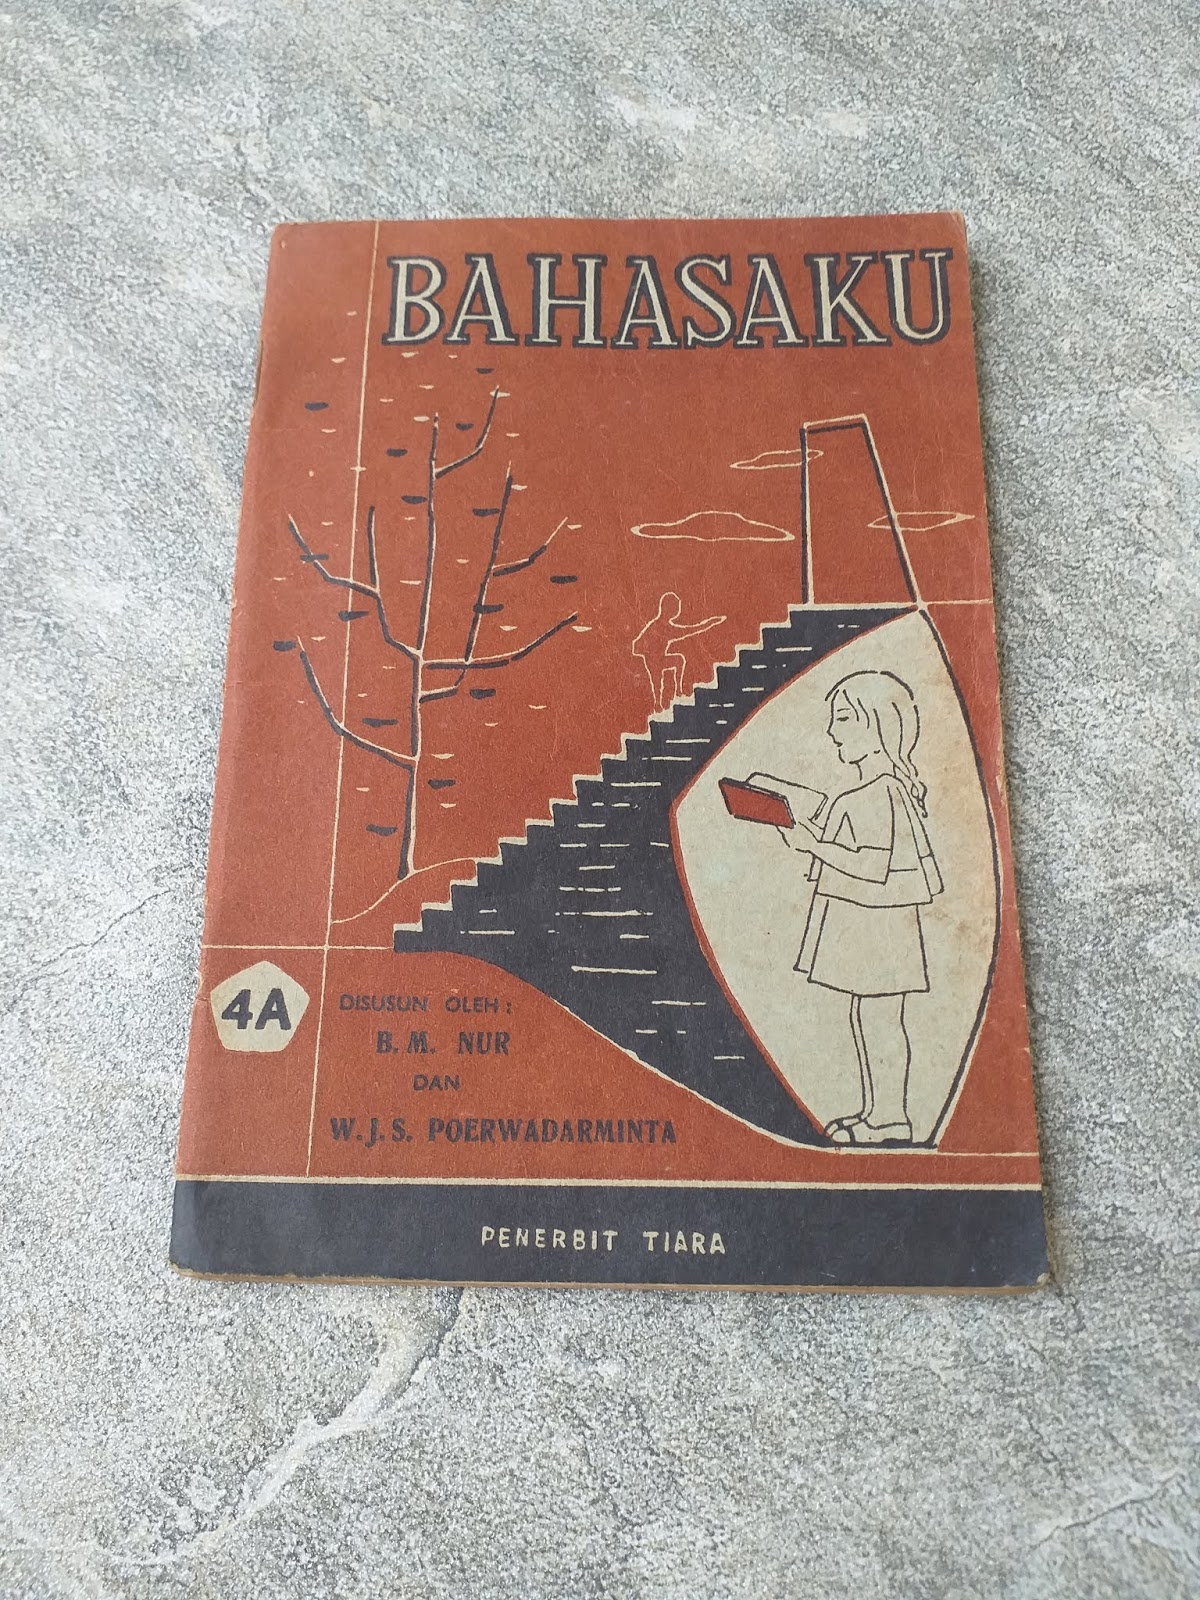 BAHASAKU
4A
DISUSUN OLEH :
B. M. NUR
DAN
W. J. S. POERWADARMINTA
PENERBIT TIARA